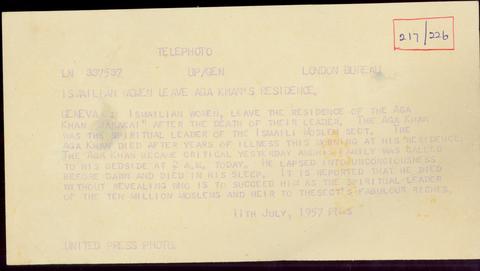 217/226
TELEPHOTO
LN 337537 UP/GEN LONDON BUREAU
ISMAILIAN WOMEN LEAVE AGA KHAN'S RESIDENCE.
GENEVA : ISMAILIAN WOMEN, LEAVE THE RESIDENCE OF THE AGA
KHAN "BARAKAT" AFTER THE DEATH OF THEIR LEADER. THE AGA KHAN
WAS THE SPIRITUAL LEADER OF THE ISMAILI MOSLEM SECT. THE
AGA KHAN DIED AFTER YEARS OF ILLNESS THIS MORNING AT HIS RESIDENCE.
THE AGA KHAN BECAME CRITICAL YESTERDAY AND HIS FAMILY WAS CALLED
TO HIS BEDSIDE AT 2 A.M. TODAY. HE LAPSED INTO UNCONCIOUSNESS
BEFORE DAWN AND DIED IN HIS SLEEP. IT IS REPORTED THAT HE DIED
WITHOUT REVEALING WHO IS TO SUCCEED HIM AS THE SPIRITUAL LEADER
OF THE TEN MILLION MOSLEMS AND HEIR TO THE SECT'S FABULOUR RICHES.
11TH JULY, 1957
UNITED PRESS PHOTO.